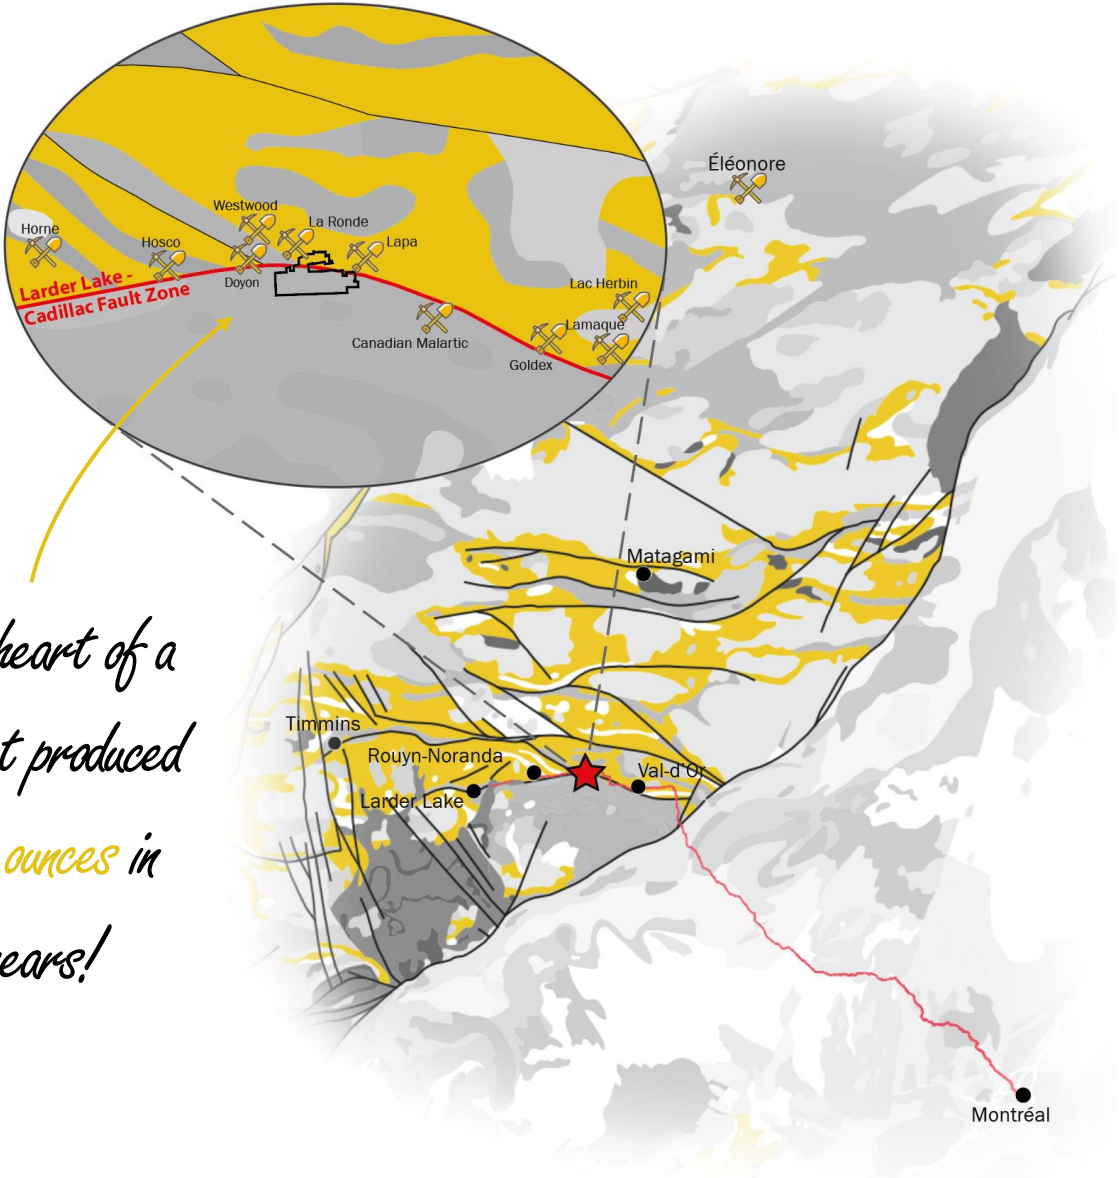 Éléonore
Westwood
La Ronde
Horne
Hosco
Lapa
Doyon
Larder Lake -
Cadillac Fault Zone
Lac Herbin
Lamaque
Canadian Malartic
Goldex
Matagami
heart of a
produced
ounces in
Timmins
Rouyn-Noranda
Val-d'Or
Larder Lake
Montréal